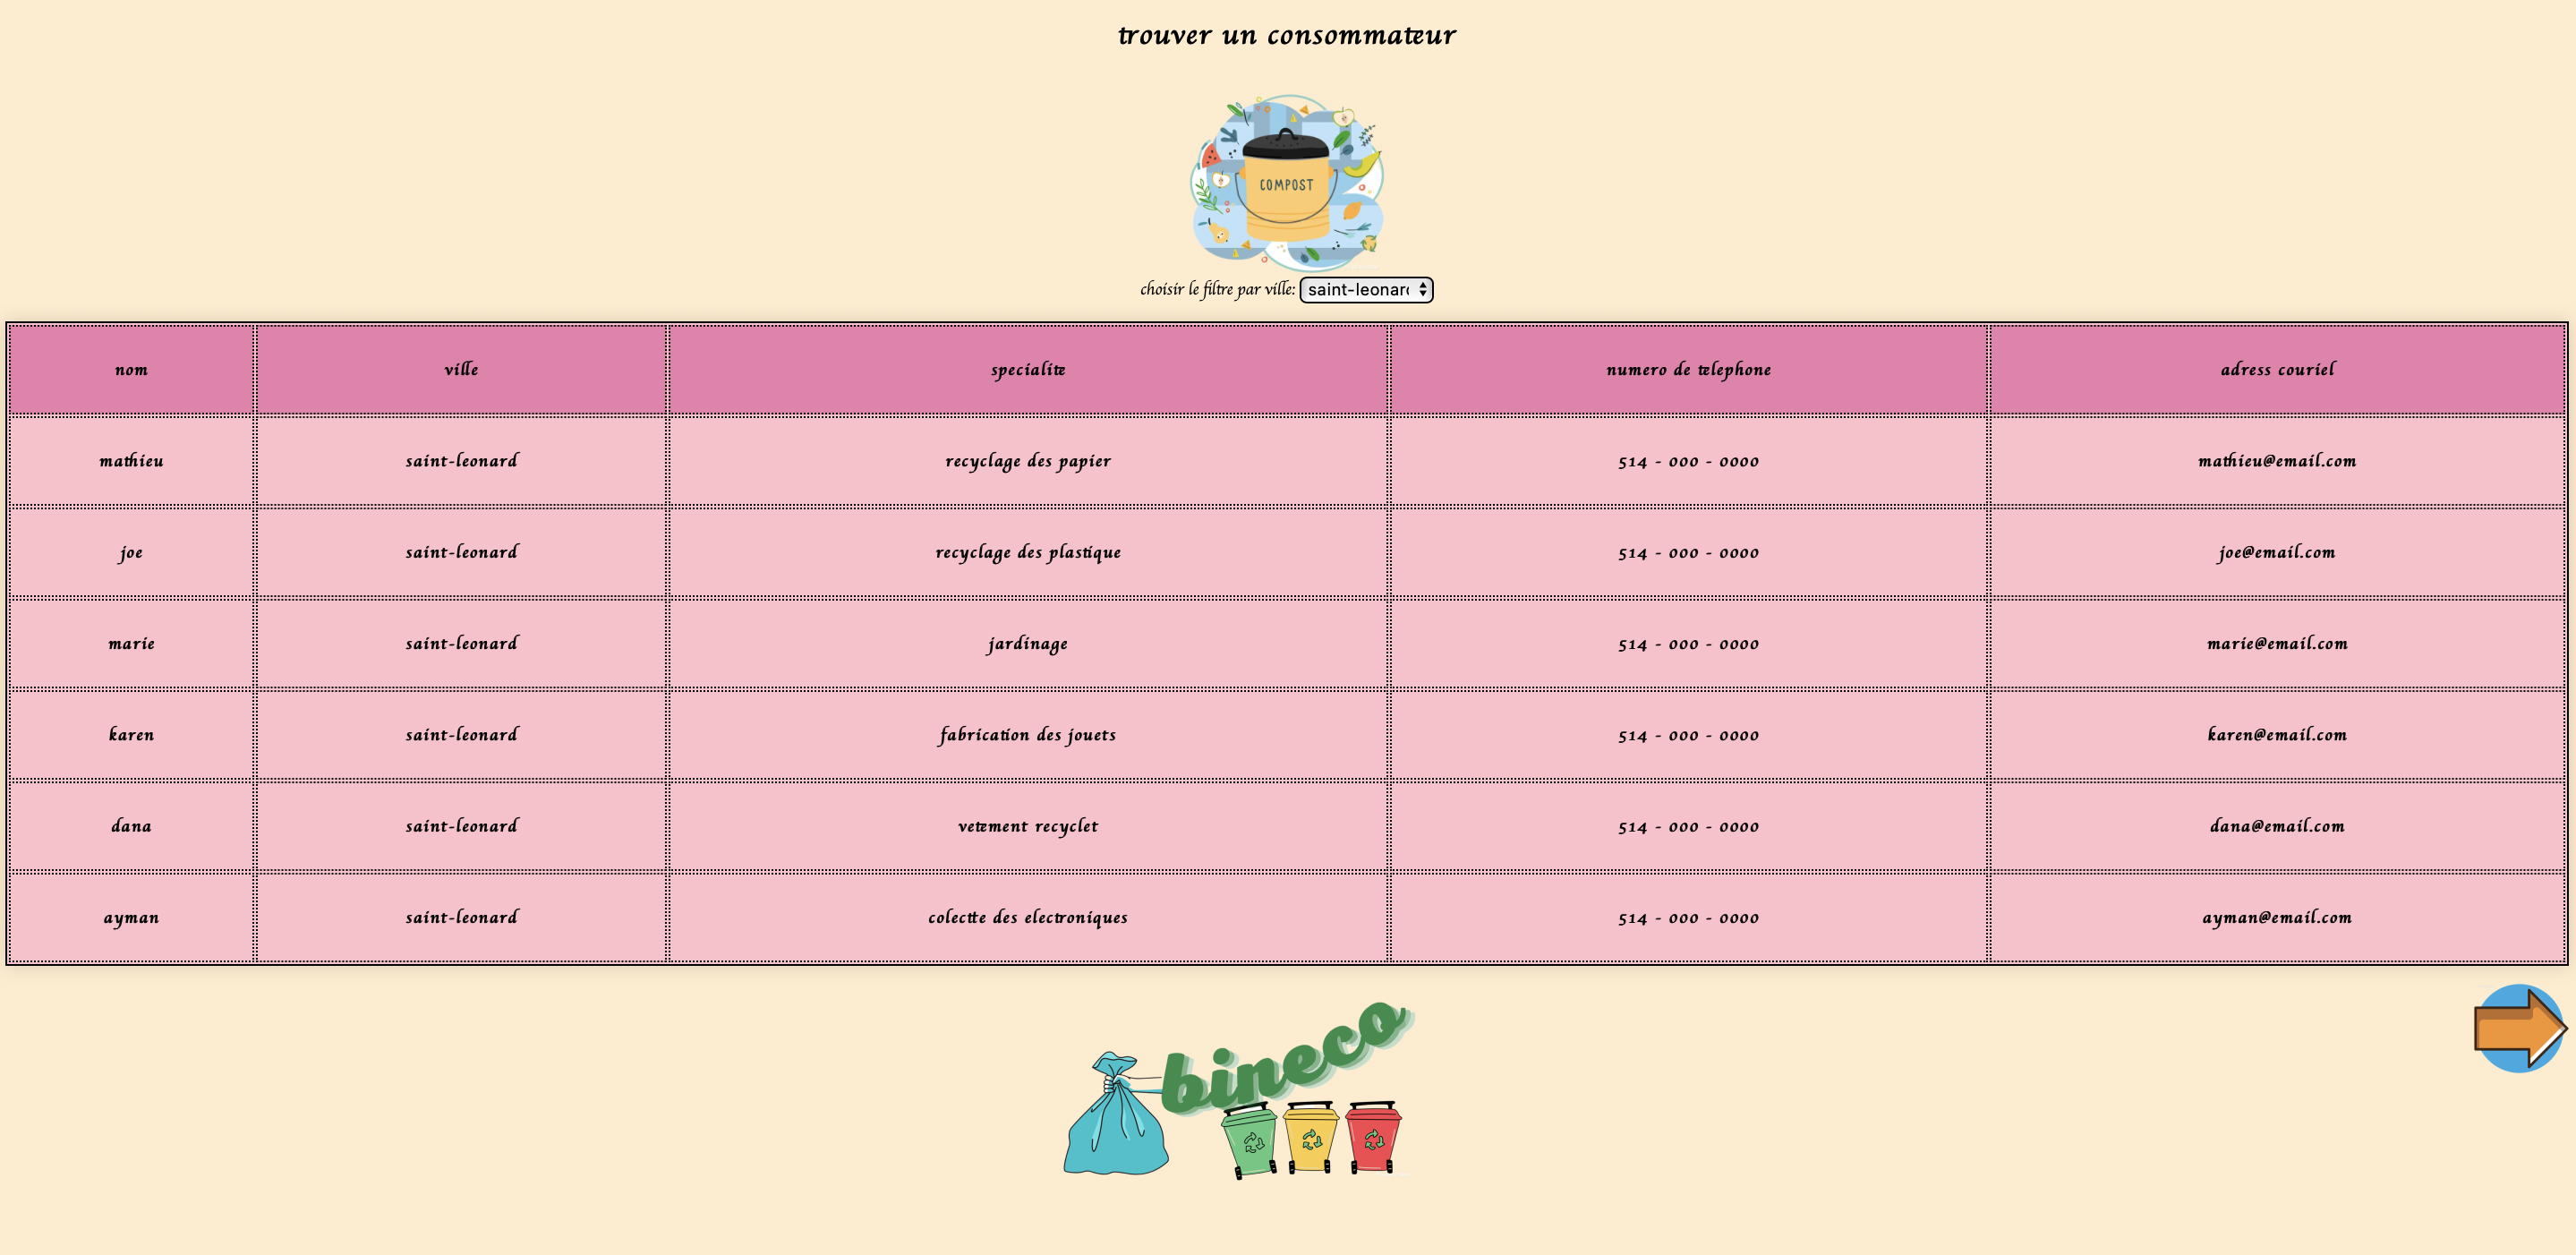 trouver un consommateur
COMPOST
choisir le filtre par ville: saint-leonard
nom ville specialite numero de telephone adress couriel
mathieu saint-leonard recyclage des papier 514 - 000 - 0000 mathieu@email.com
joe saint-leonard recyclage des plastique 514 - 000 - 0000 joe@email.com
marie saint-leonard jardinage 514 - 000 - 0000 marie@email.com
karen saint-leonard fabrication des jouets 514 - 000 - 0000 karen@email.com
dana saint-leonard vetement recyclet 514 - 000 - 0000 dana@email.com
ayman saint-leonard colectte des electroniques 514 - 000 - 0000 ayman@email.com
bineco